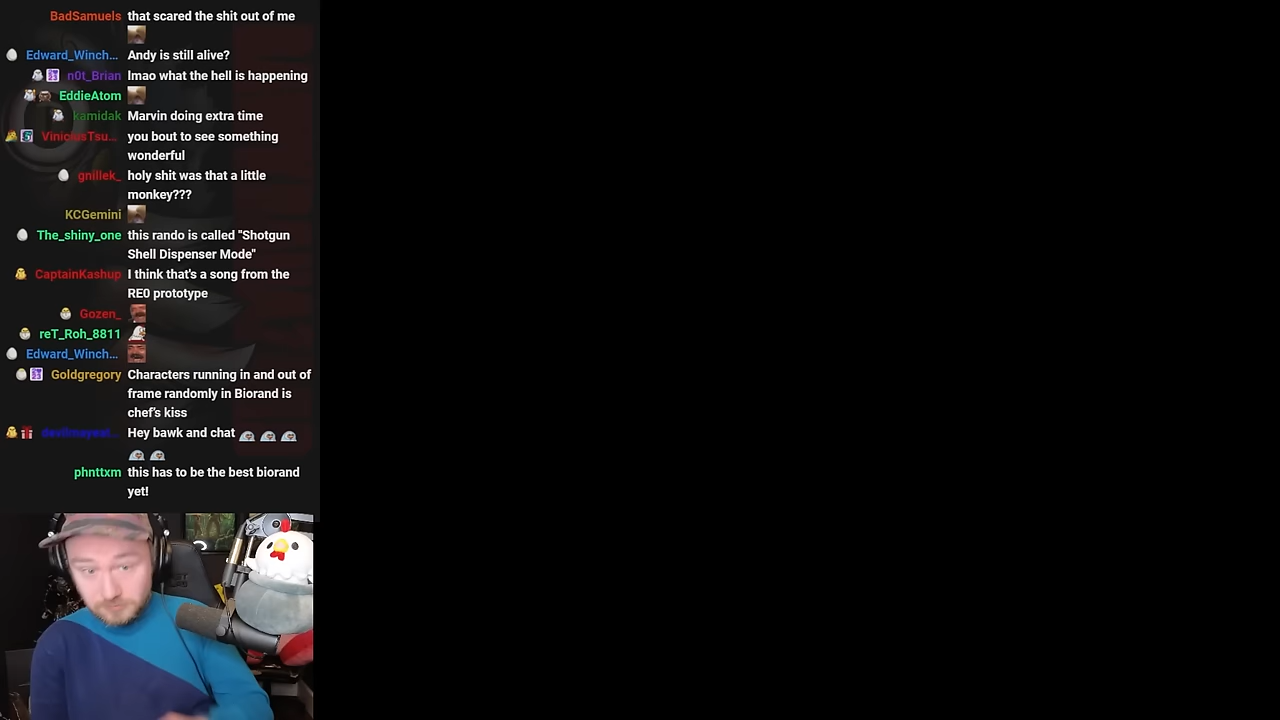 BadSamuels that scared the shit out of me
Edward_Winch... Andy is still alive?
n0t_Brian lmao what the hell is happening
EddieAtom
kamidak Marvin doing extra time
ViniciusTsu... you bout to see something
wonderful
gnillek_ holy shit was that a little
monkey???
KCGemini
The_shiny_one this rando is called "Shotgun
Shell Dispenser Mode"
CaptainKashup I think that's a song from the
RE0 prototype
Gozen_
reT_Roh_8811
Edward_Winch...
Goldgregory Characters running in and out of
frame randomly in Biorand is
chef's kiss
Hey bawk and chat
phnttxm this has to be the best biorand
yet!